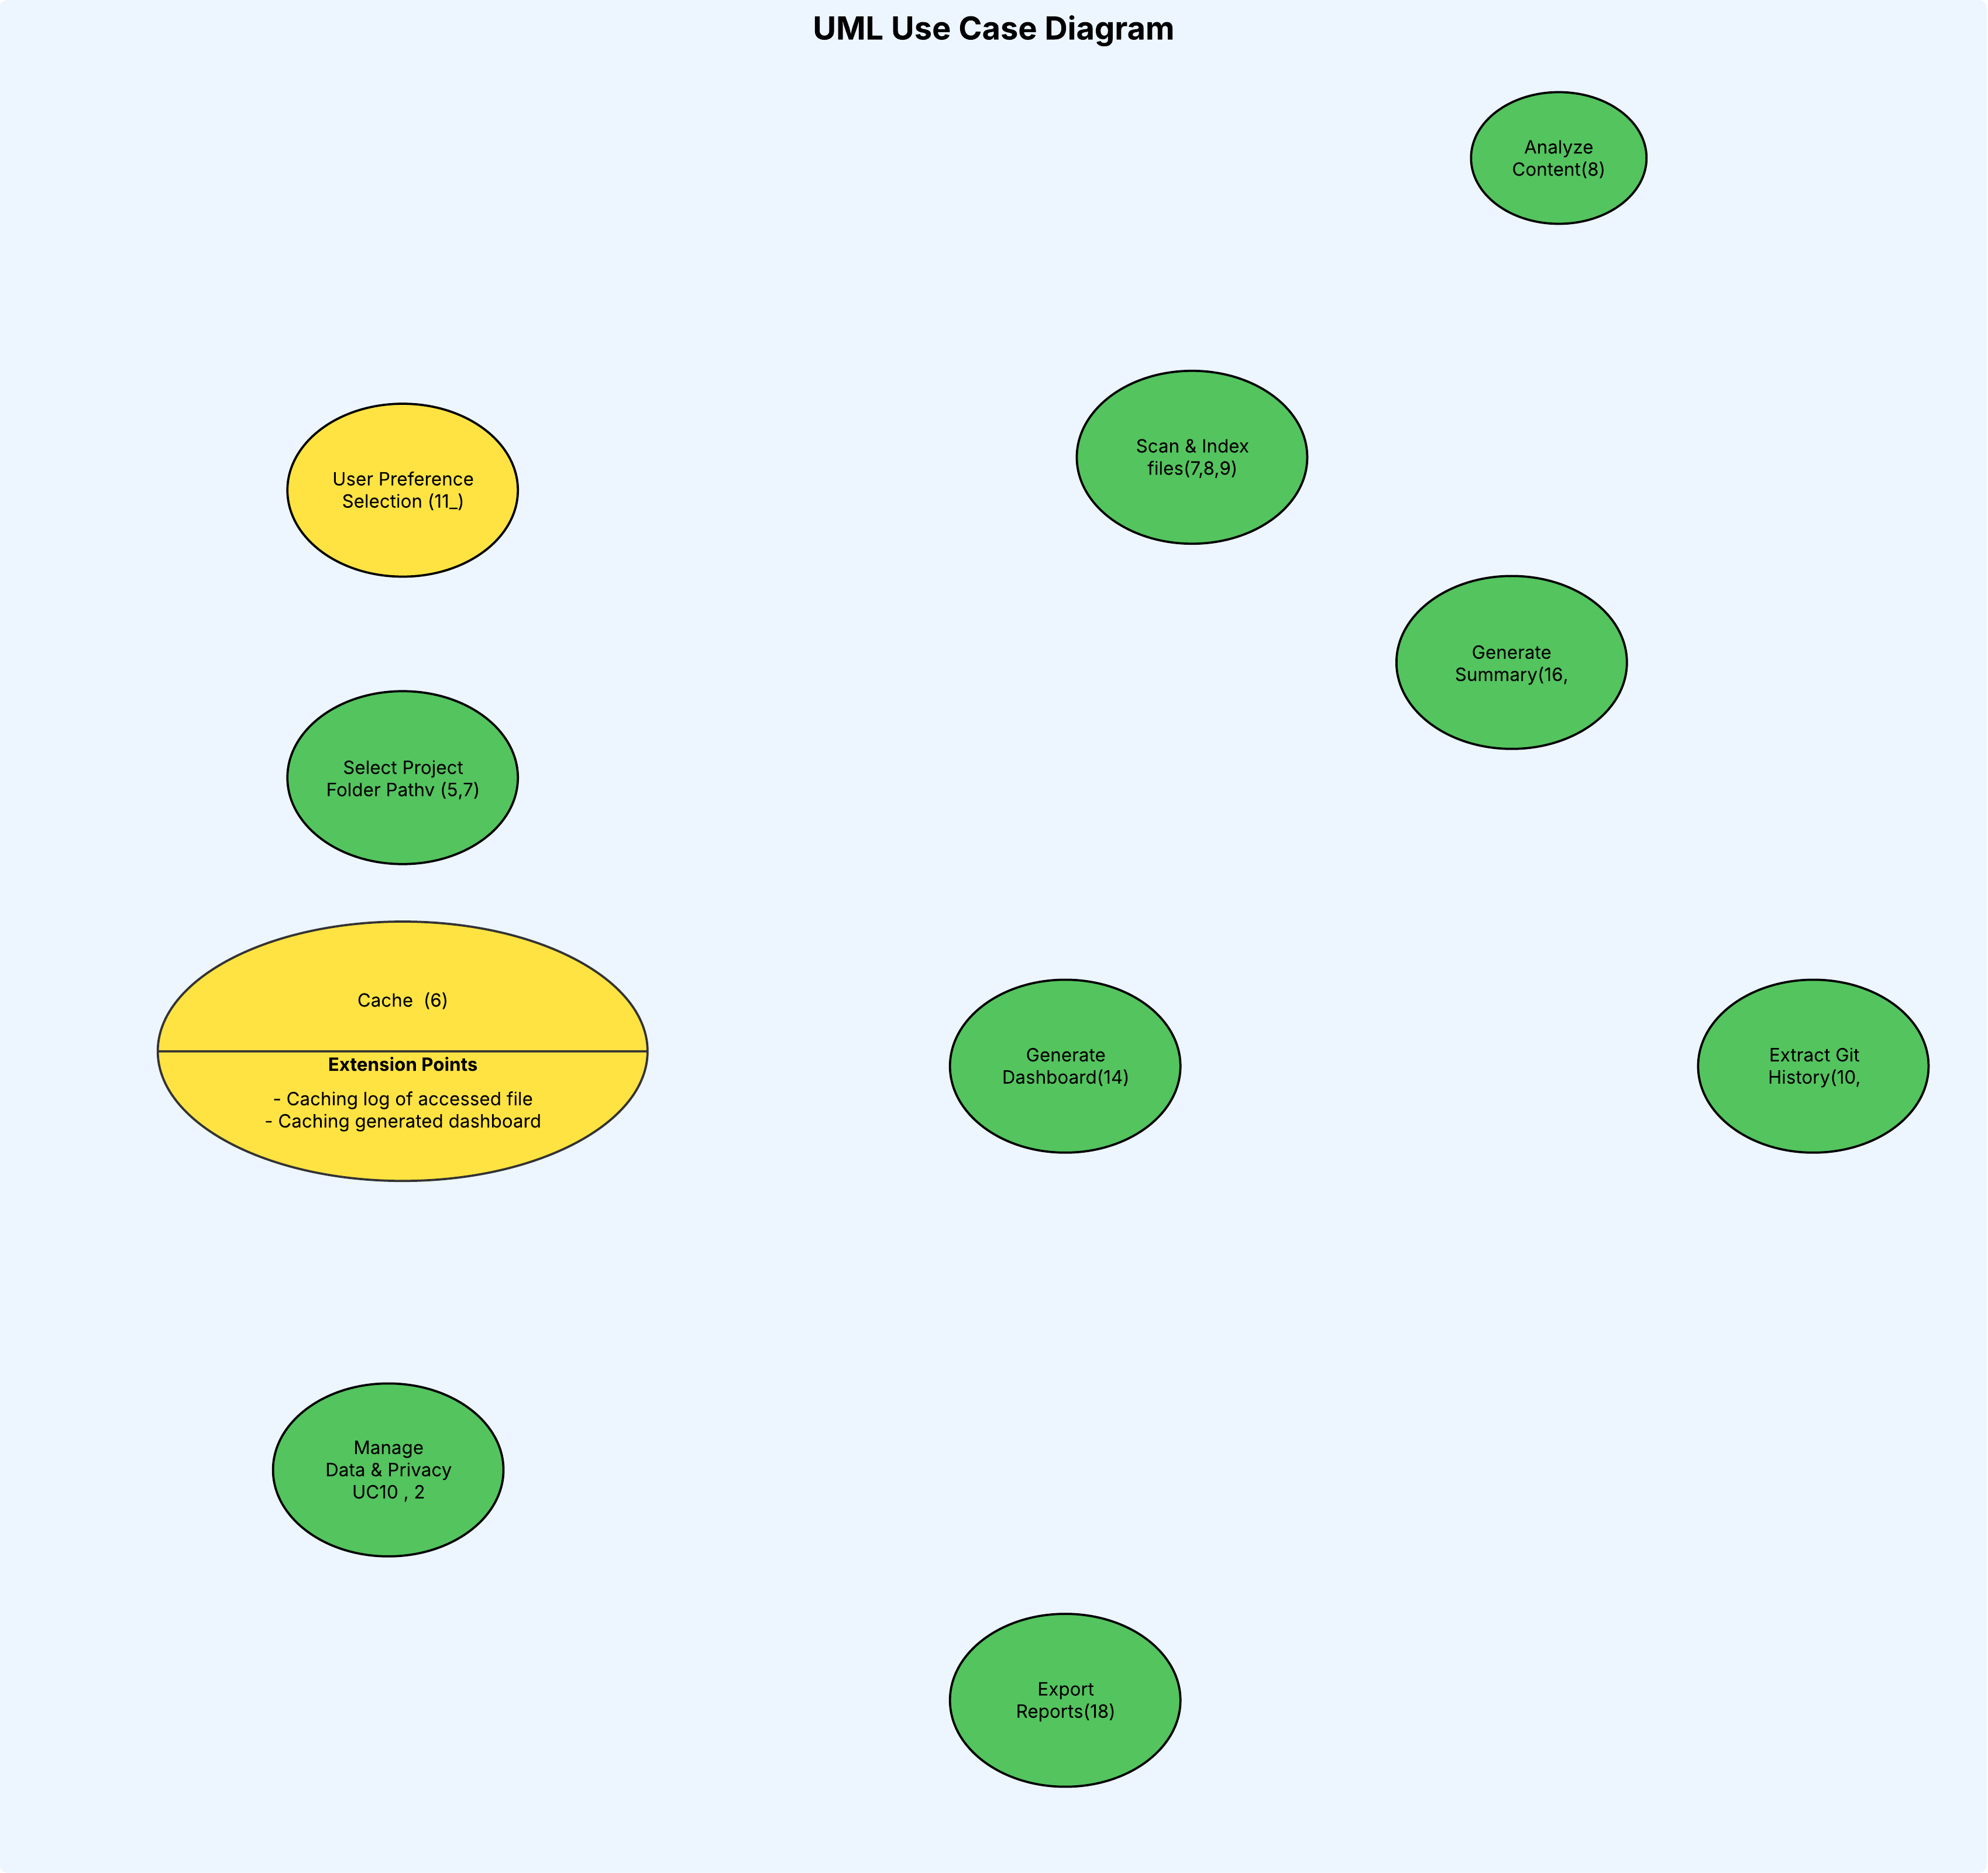 UML Use Case Diagram
Analyze
Content(8)
Scan & Index
files(7,8,9)
User Preference
Selection (11_)
Generate
Summary(16,
Select Project
Folder Pathv (5,7)
Cache  (6)
Extension Points
- Caching log of accessed file
- Caching generated dashboard
Generate
Dashboard(14)
Extract Git
History(10,
Manage
Data & Privacy
UC10 , 2
Export
Reports(18)